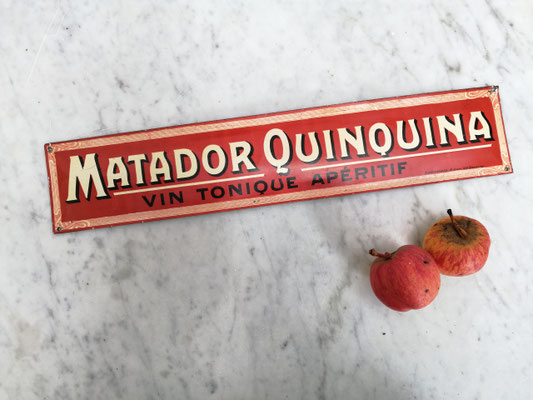 MATADOR QUINQUINA
VIN TONIQUE APÉRITIF